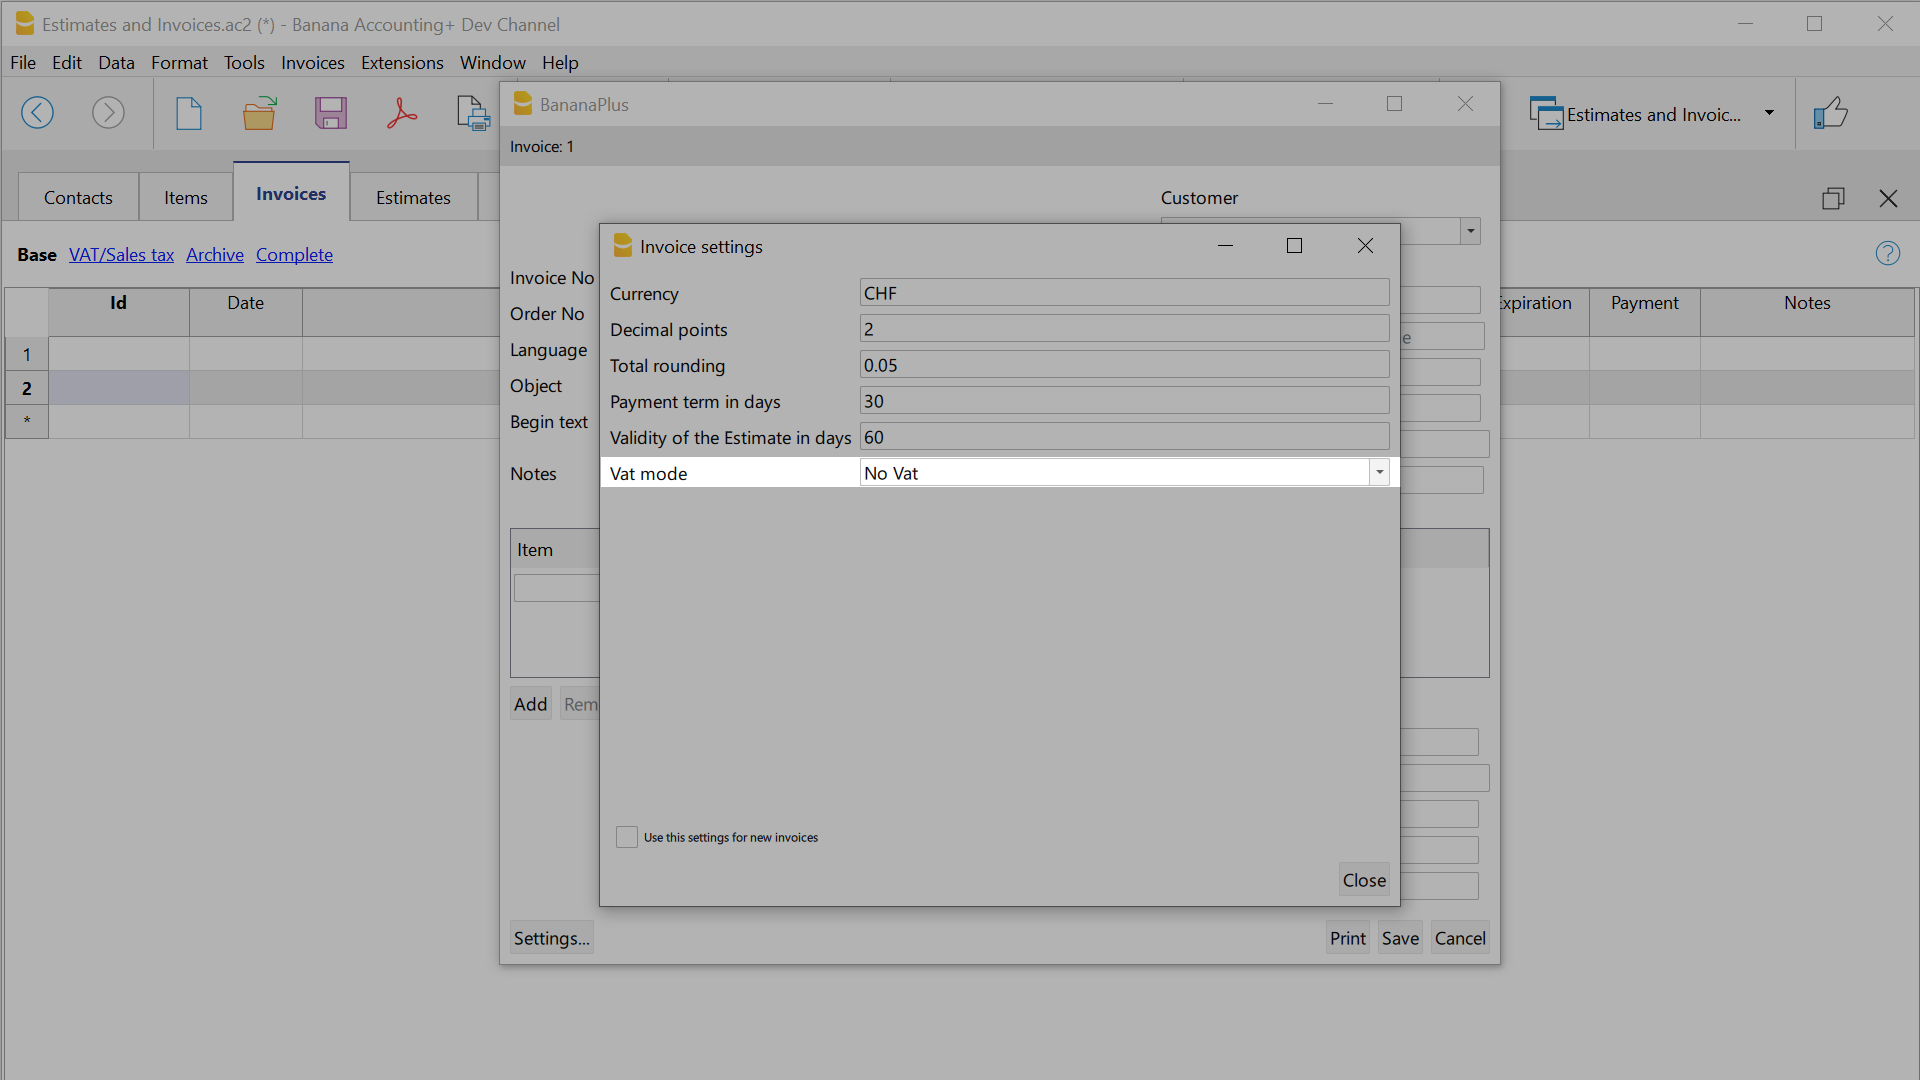 Estimates and Invoices.ac2 (*) - Banana Accounting+ Dev Channel
File Edit Data Format Tools Invoices Extensions Window Help
Estimates and Invoic...
BananaPlus
Invoice: 1
Contacts Items Invoices Estimates
Base VAT/Sales tax Archive Complete
Id Date Expiration Payment Notes
1
2
*
Customer
Invoice No
Order No
Language
Object
Begin text
Notes
Item
Add Rem
Settings...
Print Save Cancel
Invoice settings
Currency CHF
Decimal points 2
Total rounding 0.05
Payment term in days 30
Validity of the Estimate in days 60
Vat mode No Vat
Use this settings for new invoices
Close